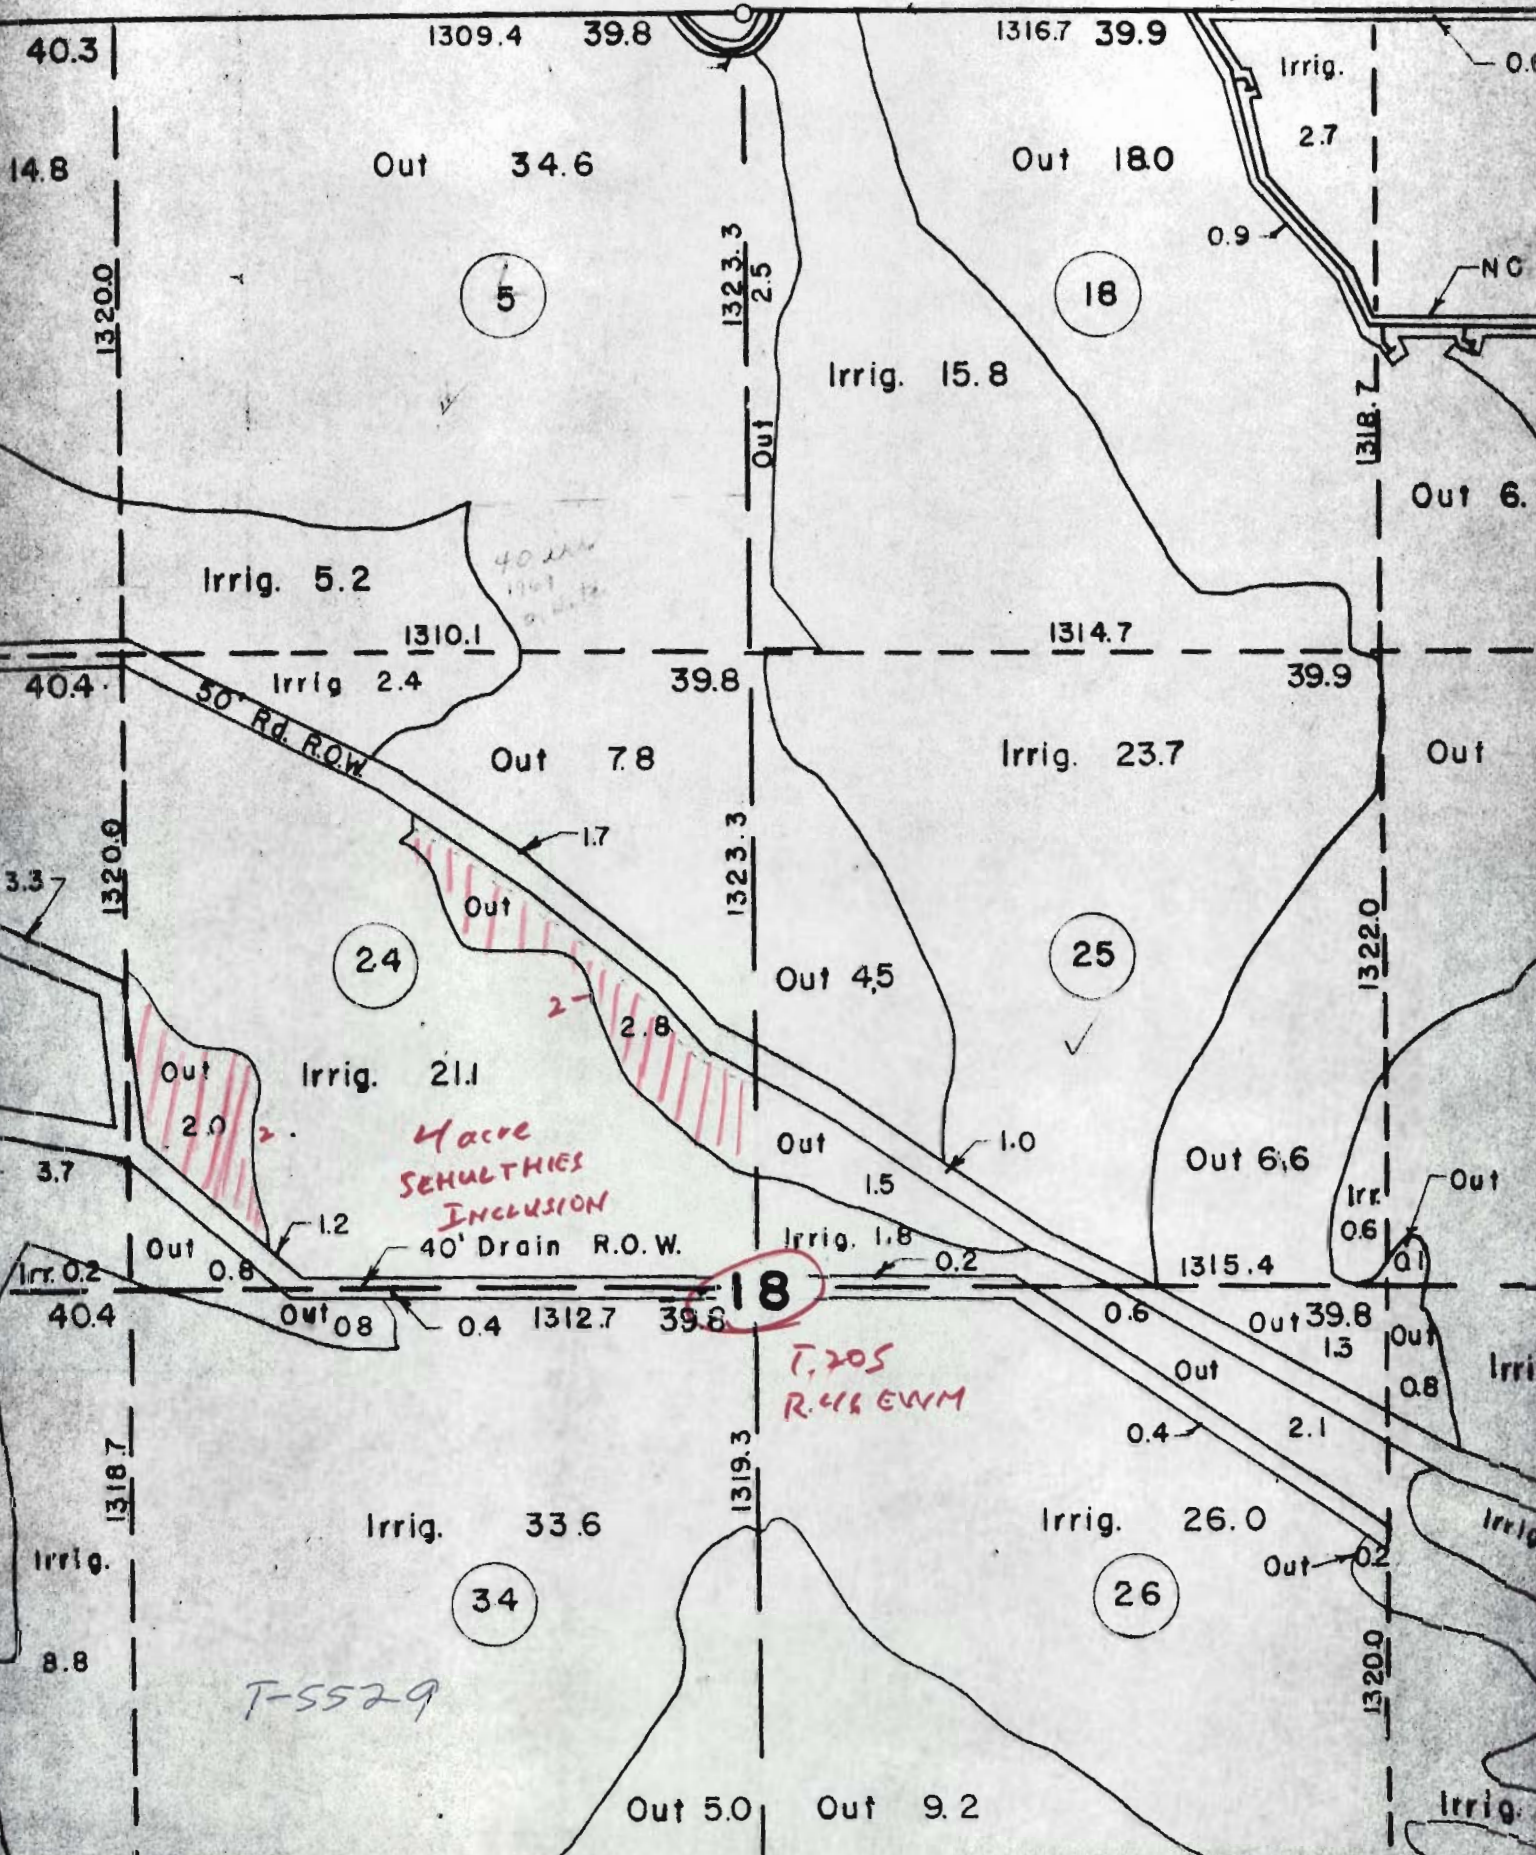 40.3
1309.4 39.8
1316.7 39.9
Irrig.
2.7
14.8
Out 34.6
Out 18.0
0.9
NC
1320.0
5
1323.3
2.5
18
Irrig. 15.8
1318.7
Out
Out 6.
Irrig. 5.2
1310.1
1314.7
40.4
Irrig 2.4
39.8
39.9
50' Rd. R.O.W.
Out 7.8
Irrig. 23.7
Out
1.7
1320.0
1323.3
3.3
Out
24
2
Out 4.5
25
1322.0
2.8
Out
2.0
2
Irrig. 21.1
4 acre
SEHULTHIES
INCLUSION
Out
1.5
1.0
Out 6.6
Irr.
0.6
Out
0.1
3.7
1.2
Out
0.8
40' Drain R.O.W.
Irrig. 1.8
0.2
1315.4
Irr. 0.2
40.4
Out 0.8
0.4
1312.7
39.8
18
0.6
Out 39.8
1.3
Out
0.8
Irri
T.20S
R.46 EWM
Out
2.1
0.4
1318.7
1319.3
Irrig. 33.6
Irrig. 26.0
Irrig
Out 0.2
Irrig.
8.8
34
26
1320.0
T-5529
Out 5.0
Out 9.2
Irrig.